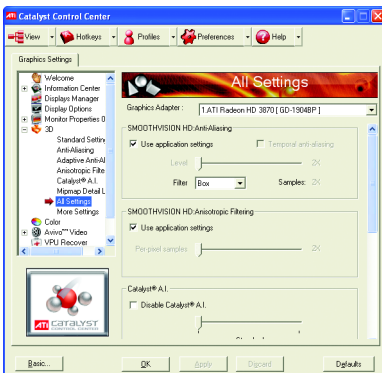 Catalyst Control Center
View Hotkeys Profiles Preferences Help
Graphics Settings
Welcome
Information Center
Displays Manager
Display Options
Monitor Properties 0
3D
Standard Setting
Anti-Aliasing
Adaptive Anti-Al
Anisotropic Filte
Catalyst® A.I.
Mipmap Detail L
All Settings
More Settings
Color
Avivo™ Video
VPU Recover
ATI CATALYST
CONTROL CENTER
All Settings
Graphics Adapter : 1.ATI Radeon HD 3870 [ GD-1904BP ]
SMOOTHVISION HD:Anti-Aliasing
Use application settings
Temporal anti-aliasing
Level 2X
Filter Box Samples: 2X
SMOOTHVISION HD:Anisotropic Filtering
Use application settings
Per-pixel samples 2X
Catalyst® A.I.
Disable Catalyst® A.I.
Basic... OK Apply Discard Defaults